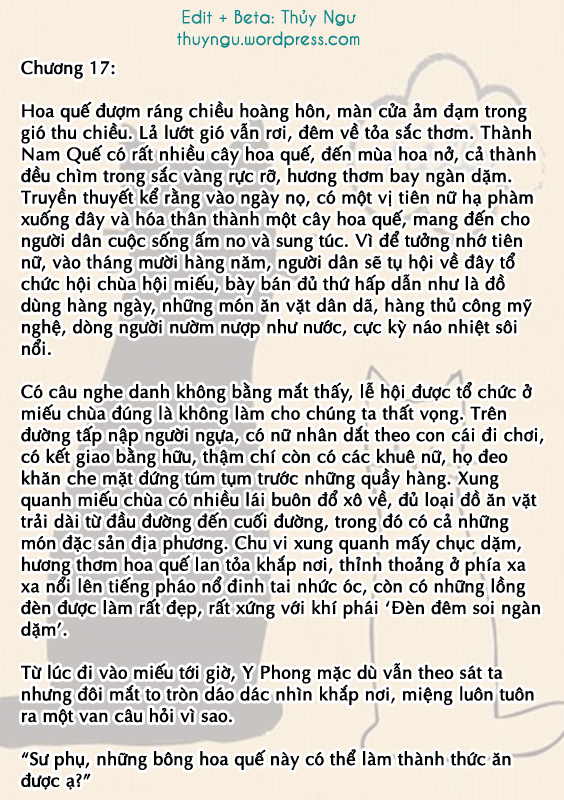 Edit + Beta: Thủy Ngư
thuyngu.wordpress.com
Chương 17:
Hoa quế đượm ráng chiều hoàng hôn, màn cửa ảm đạm trong
gió thu chiều. Lả lướt gió vẫn rơi, đêm về tỏa sắc thơm. Thành
Nam Quế có rất nhiều cây hoa quế, đến mùa hoa nở, cả thành
đều chìm trong sắc vàng rực rỡ, hương thơm bay ngàn dặm.
Truyền thuyết kể rằng vào ngày nọ, có một vị tiên nữ hạ phàm
xuống đây và hóa thân thành một cây hoa quế, mang đến cho
người dân cuộc sống ấm no và sung túc. Vì để tưởng nhớ tiên
nữ, vào tháng mười hàng năm, người dân sẽ tụ hội về đây tổ
chức hội chùa hội miếu, bày bán đủ thứ hấp dẫn như là đồ
dùng hàng ngày, những món ăn vặt dân dã, hàng thủ công mỹ
nghệ, dòng người nườm nượp như nước, cực kỳ náo nhiệt sôi
nổi.
Có câu nghe danh không bằng mắt thấy, lễ hội được tổ chức ở
miếu chùa đúng là không làm cho chúng ta thất vọng. Trên
đường tấp nập người ngựa, có nữ nhân dắt theo con cái đi chơi,
có kết giao bằng hữu, thậm chí còn có các khuê nữ, họ đeo
khăn che mặt đứng túm tụm trước những quầy hàng. Xung
quanh miếu chùa có nhiều lái buôn đổ xô về, đủ loại đồ ăn vặt
trải dài từ đầu đường đến cuối đường, trong đó có cả những
món đặc sản địa phương. Chu vi xung quanh mấy chục dặm,
hương thơm hoa quế lan tỏa khắp nơi, thỉnh thoảng ở phía xa
xa nổi lên tiếng pháo nổ đinh tai nhức óc, còn có những lồng
đèn được làm rất đẹp, rất xứng với khí phái ‘Đèn đêm soi ngàn
dặm’.
Từ lúc đi vào miếu tới giờ, Y Phong mặc dù vẫn theo sát ta
nhưng đôi mắt to tròn dáo dác nhìn khắp nơi, miệng luôn tuôn
ra một van câu hỏi vì sao.
“Sư phụ, những bông hoa quế này có thể làm thành thức ăn
được ạ?”